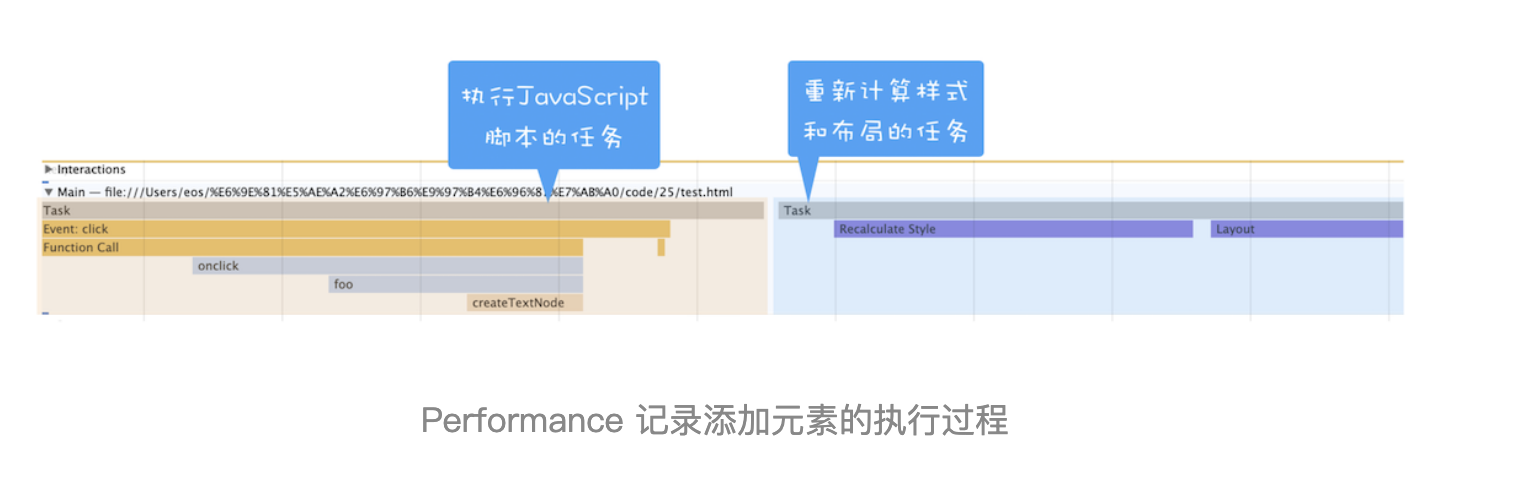 执行JavaScript
脚本的任务
重新计算样式
和布局的任务
Interactions
Main — file:///Users/eos/%E6%9E%81%E5%AE%A2%E6%97%B6%E9%97%B4%E6%96%8 %E7%AB%A0/code/25/test.html
Task
Task
Event: click
Recalculate Style
Layout
Function Call
onclick
foo
createTextNode
Performance 记录添加元素的执行过程